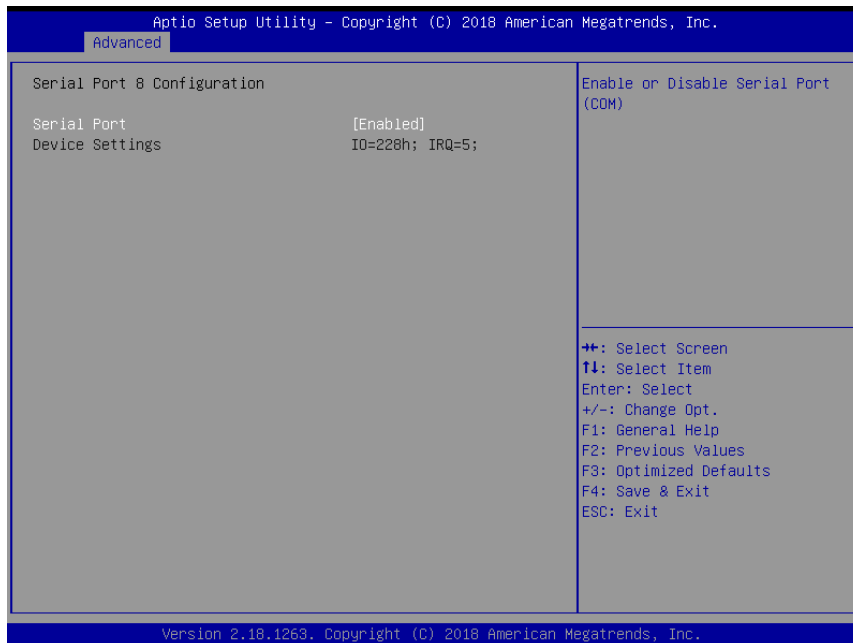 Aptio Setup Utility – Copyright (C) 2018 American Megatrends, Inc.
Advanced
Serial Port 8 Configuration
Serial Port [Enabled]
Device Settings IO=228h; IRQ=5;
Enable or Disable Serial Port
(COM)
→←: Select Screen
↑↓: Select Item
Enter: Select
+/-: Change Opt.
F1: General Help
F2: Previous Values
F3: Optimized Defaults
F4: Save & Exit
ESC: Exit
Version 2.18.1263. Copyright (C) 2018 American Megatrends, Inc.